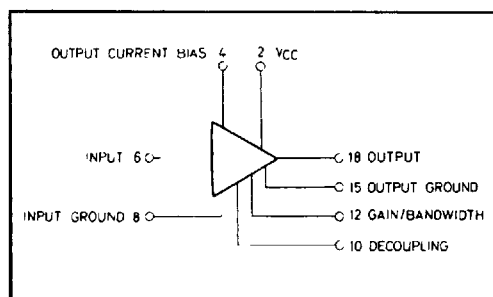 OUTPUT CURRENT BIAS 4 2 VCC
INPUT 6 18 OUTPUT
15 OUTPUT GROUND
INPUT GROUND 8 12 GAIN/BANDWIDTH
10 DECOUPLING